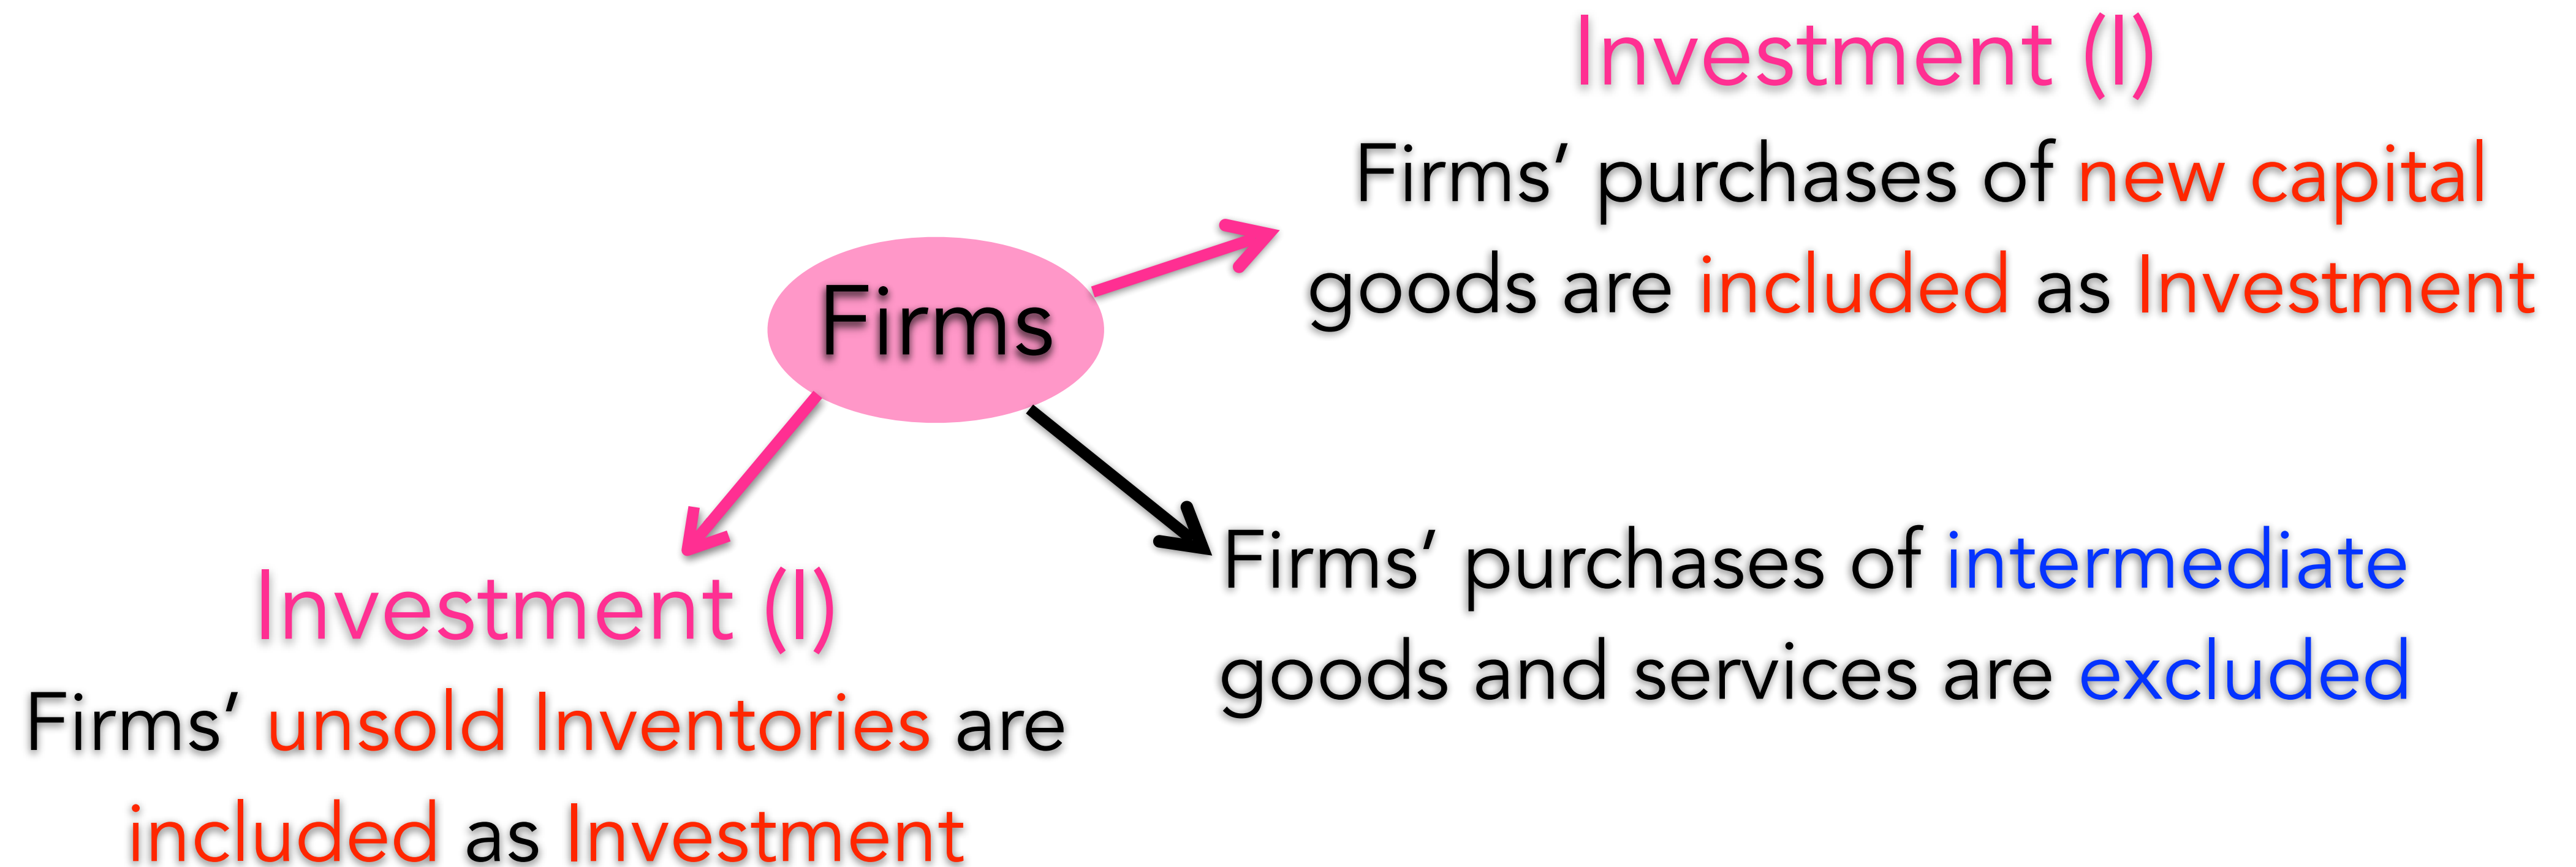 Investment (I)
Firms’ purchases of new capital
goods are included as Investment
Firms
Firms’ purchases of intermediate
goods and services are excluded
Investment (I)
Firms’ unsold Inventories are
included as Investment